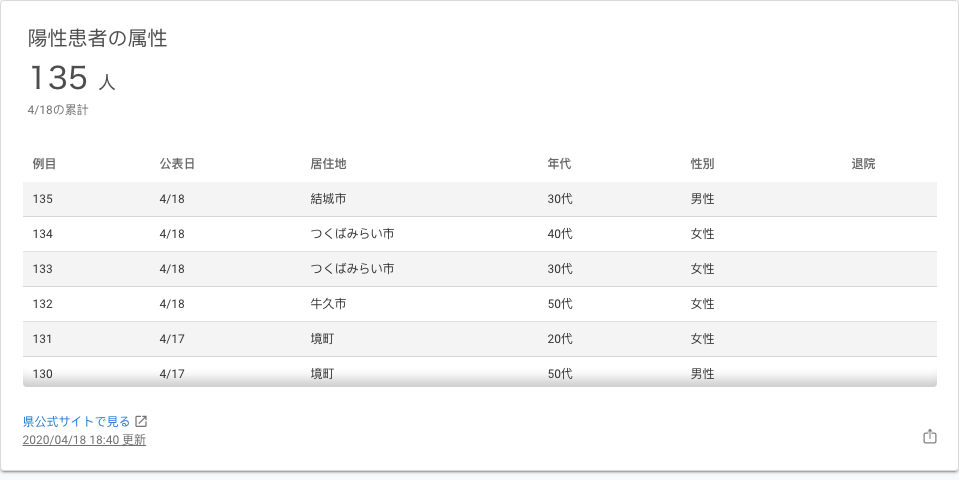 陽性患者の属性
135 人
4/18の累計
例目 公表日 居住地 年代 性別 退院
135 4/18 結城市 30代 男性
134 4/18 つくばみらい市 40代 女性
133 4/18 つくばみらい市 30代 女性
132 4/18 牛久市 50代 女性
131 4/17 境町 20代 女性
130 4/17 境町 50代 男性
県公式サイトで見る
2020/04/18 18:40 更新